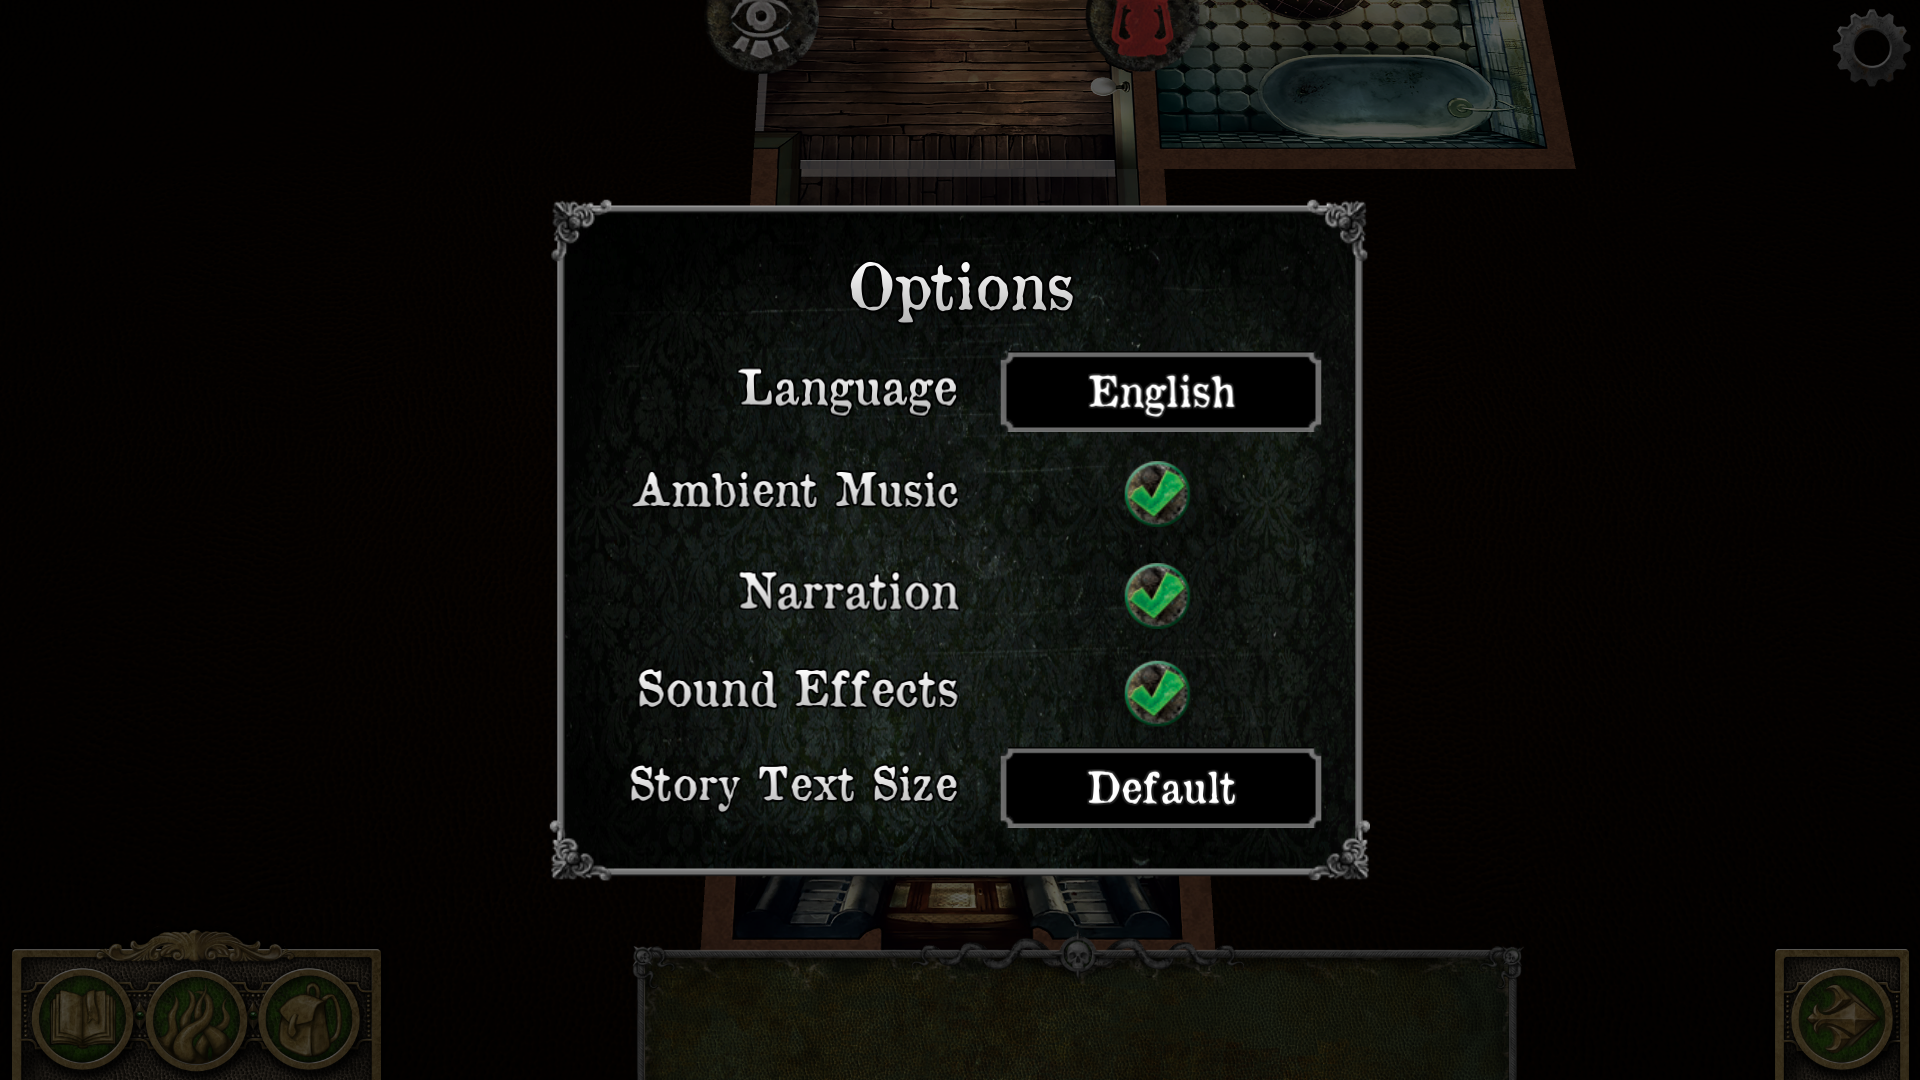 Options
Language English
Ambient Music
Narration
Sound Effects
Story Text Size Default